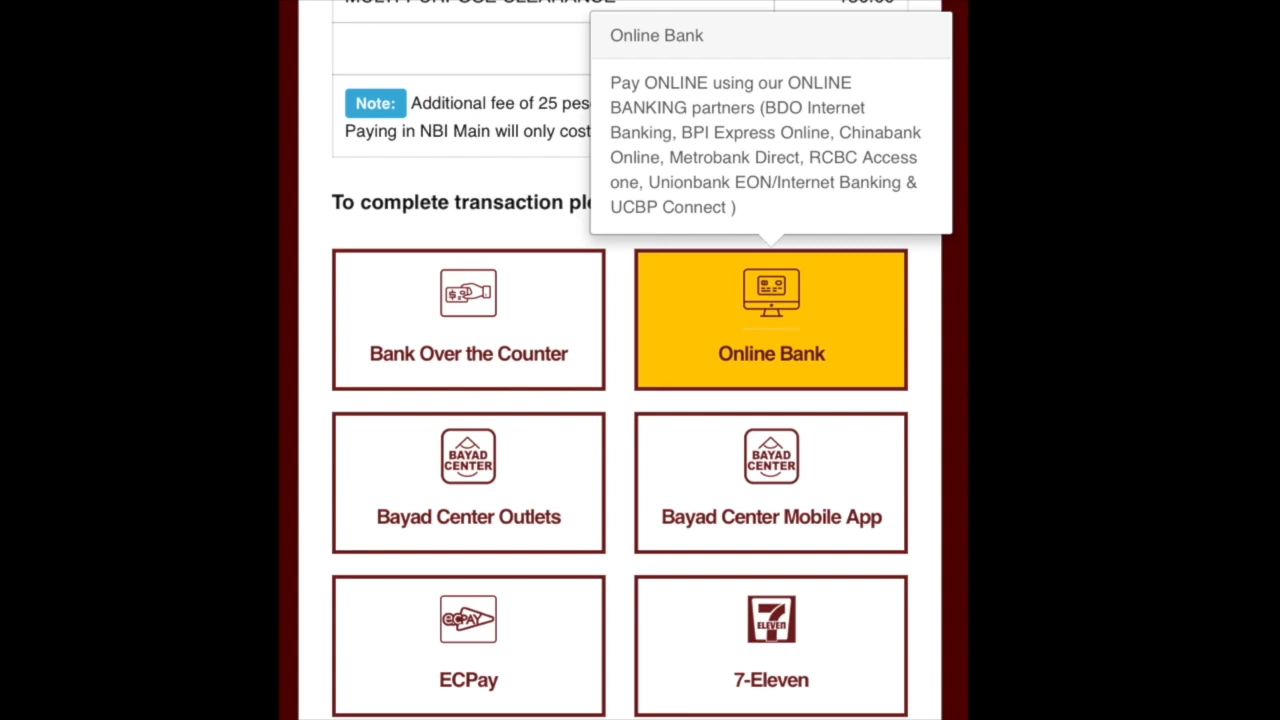 Online Bank
Pay ONLINE using our ONLINE
BANKING partners (BDO Internet
Banking, BPI Express Online, Chinabank
Online, Metrobank Direct, RCBC Access
one, Unionbank EON/Internet Banking &
UCBP Connect )
Note: Additional fee of 25
Paying in NBI Main will only cost
To complete transaction
Bank Over the Counter
Online Bank
BAYAD
CENTER
Bayad Center Outlets
BAYAD
CENTER
Bayad Center Mobile App
ecPAY
ECPay
7
ELEVEN
7-Eleven